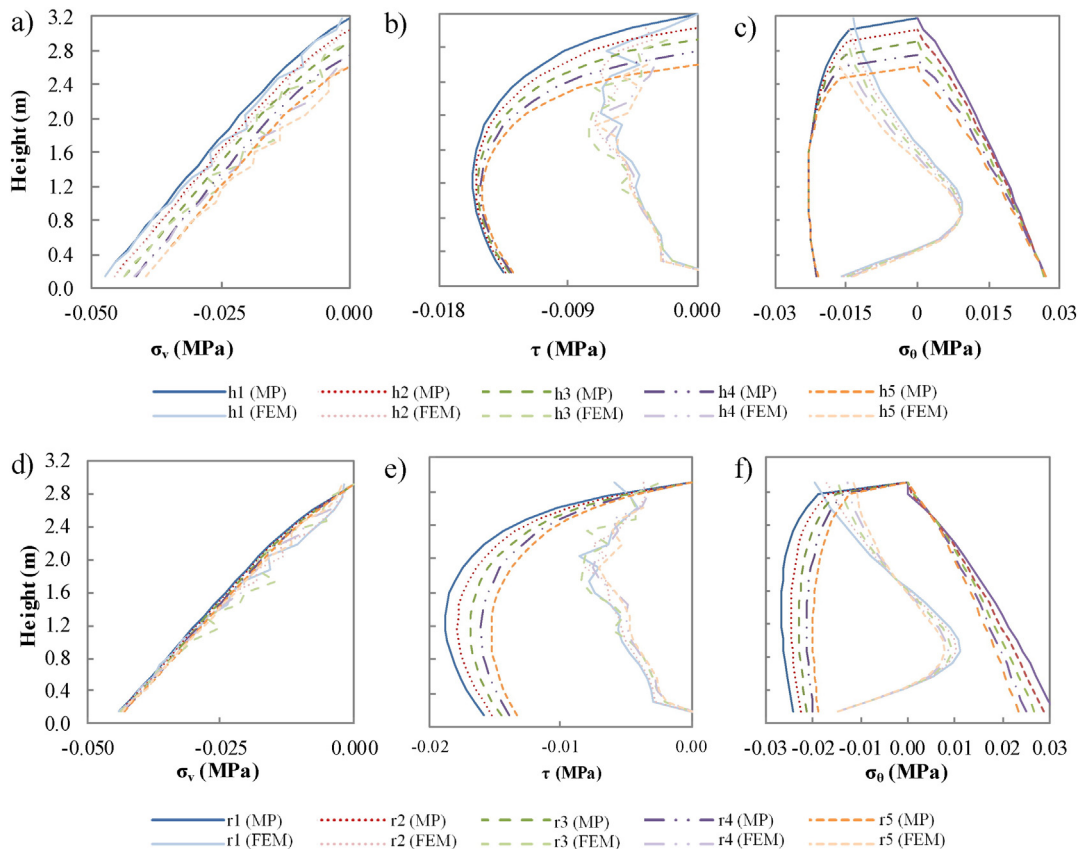 a)
b)
c)
3.2
2.8
2.4
2.0
1.6
1.2
0.8
0.4
0.0
Height (m)
-0.050 -0.025 0.000
-0.018 -0.009 0.000
-0.03 -0.015 0 0.015 0.03
σv (MPa)
τ (MPa)
σθ (MPa)
h1 (MP) h2 (MP) h3 (MP) h4 (MP) h5 (MP)
h1 (FEM) h2 (FEM) h3 (FEM) h4 (FEM) h5 (FEM)
d)
e)
f)
3.2
2.8
2.4
2.0
1.6
1.2
0.8
0.4
0.0
Height (m)
-0.050 -0.025 0.000
-0.02 -0.01 0.00
-0.03 -0.02 -0.01 0.00 0.01 0.02 0.03
σv (MPa)
τ (MPa)
σθ (MPa)
r1 (MP) r2 (MP) r3 (MP) r4 (MP) r5 (MP)
r1 (FEM) r2 (FEM) r3 (FEM) r4 (FEM) r5 (FEM)